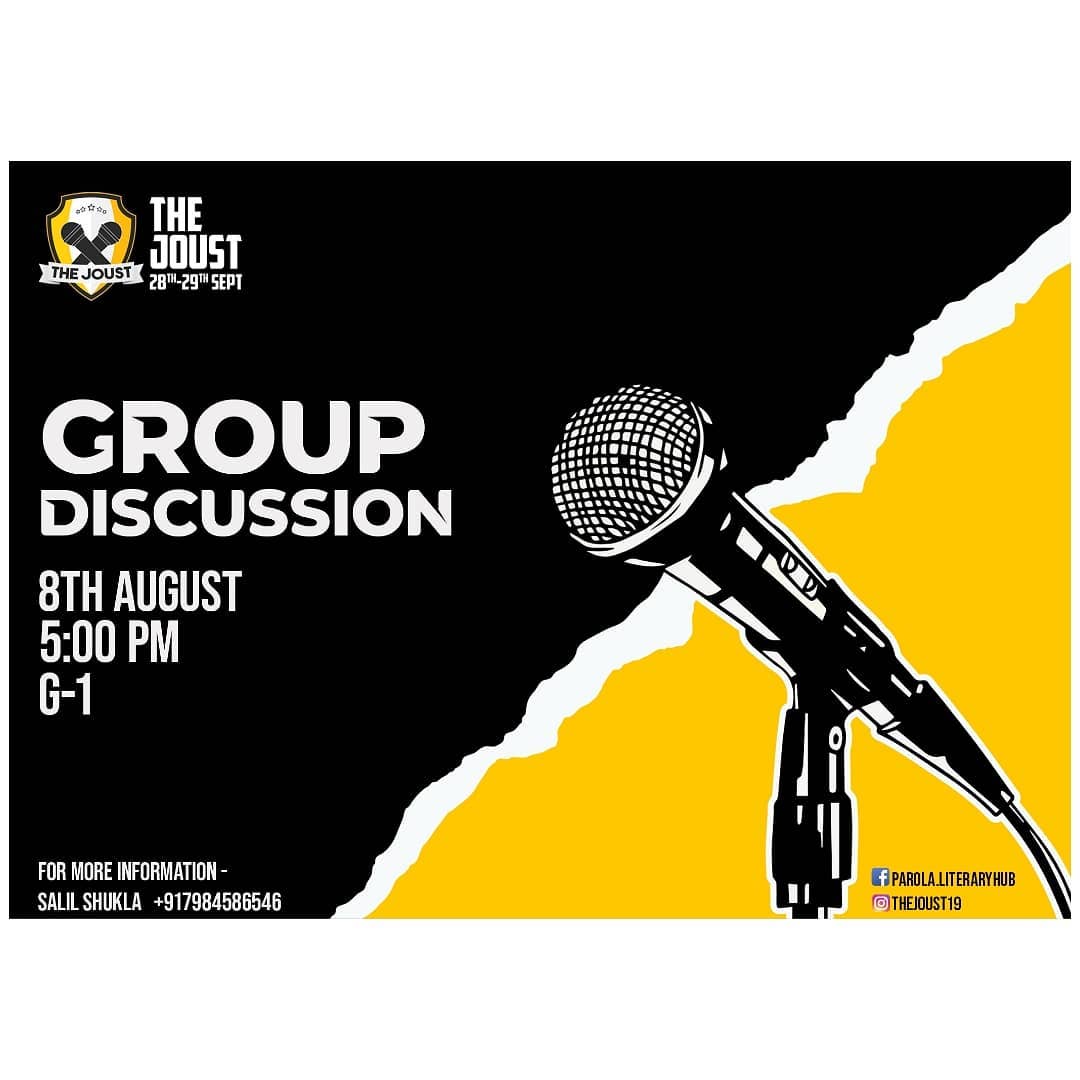 THE JOUST
THE
JOUST
28TH-29TH SEPT
GROUP
DISCUSSION
8TH AUGUST
5:00 PM
G-1
FOR MORE INFORMATION -
SALIL SHUKLA +917984586546
PAROLA.LITERARYHUB
THEJOUST19